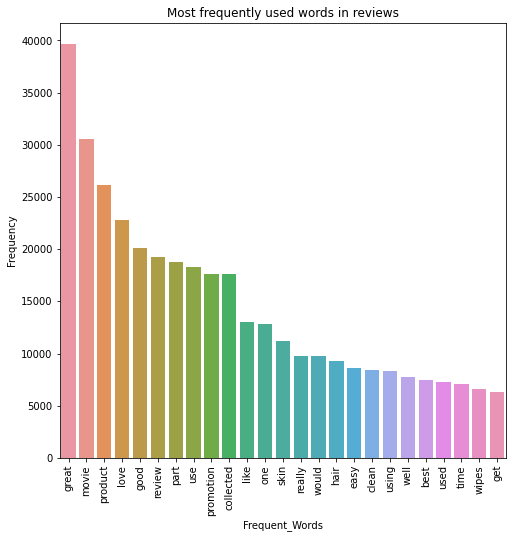 Most frequently used words in reviews
40000
35000
30000
25000
20000
15000
10000
5000
0
Frequency
great
movie
product
love
good
review
part
use
promotion
collected
like
one
skin
really
would
hair
easy
clean
using
well
best
used
time
wipes
get
Frequent_Words